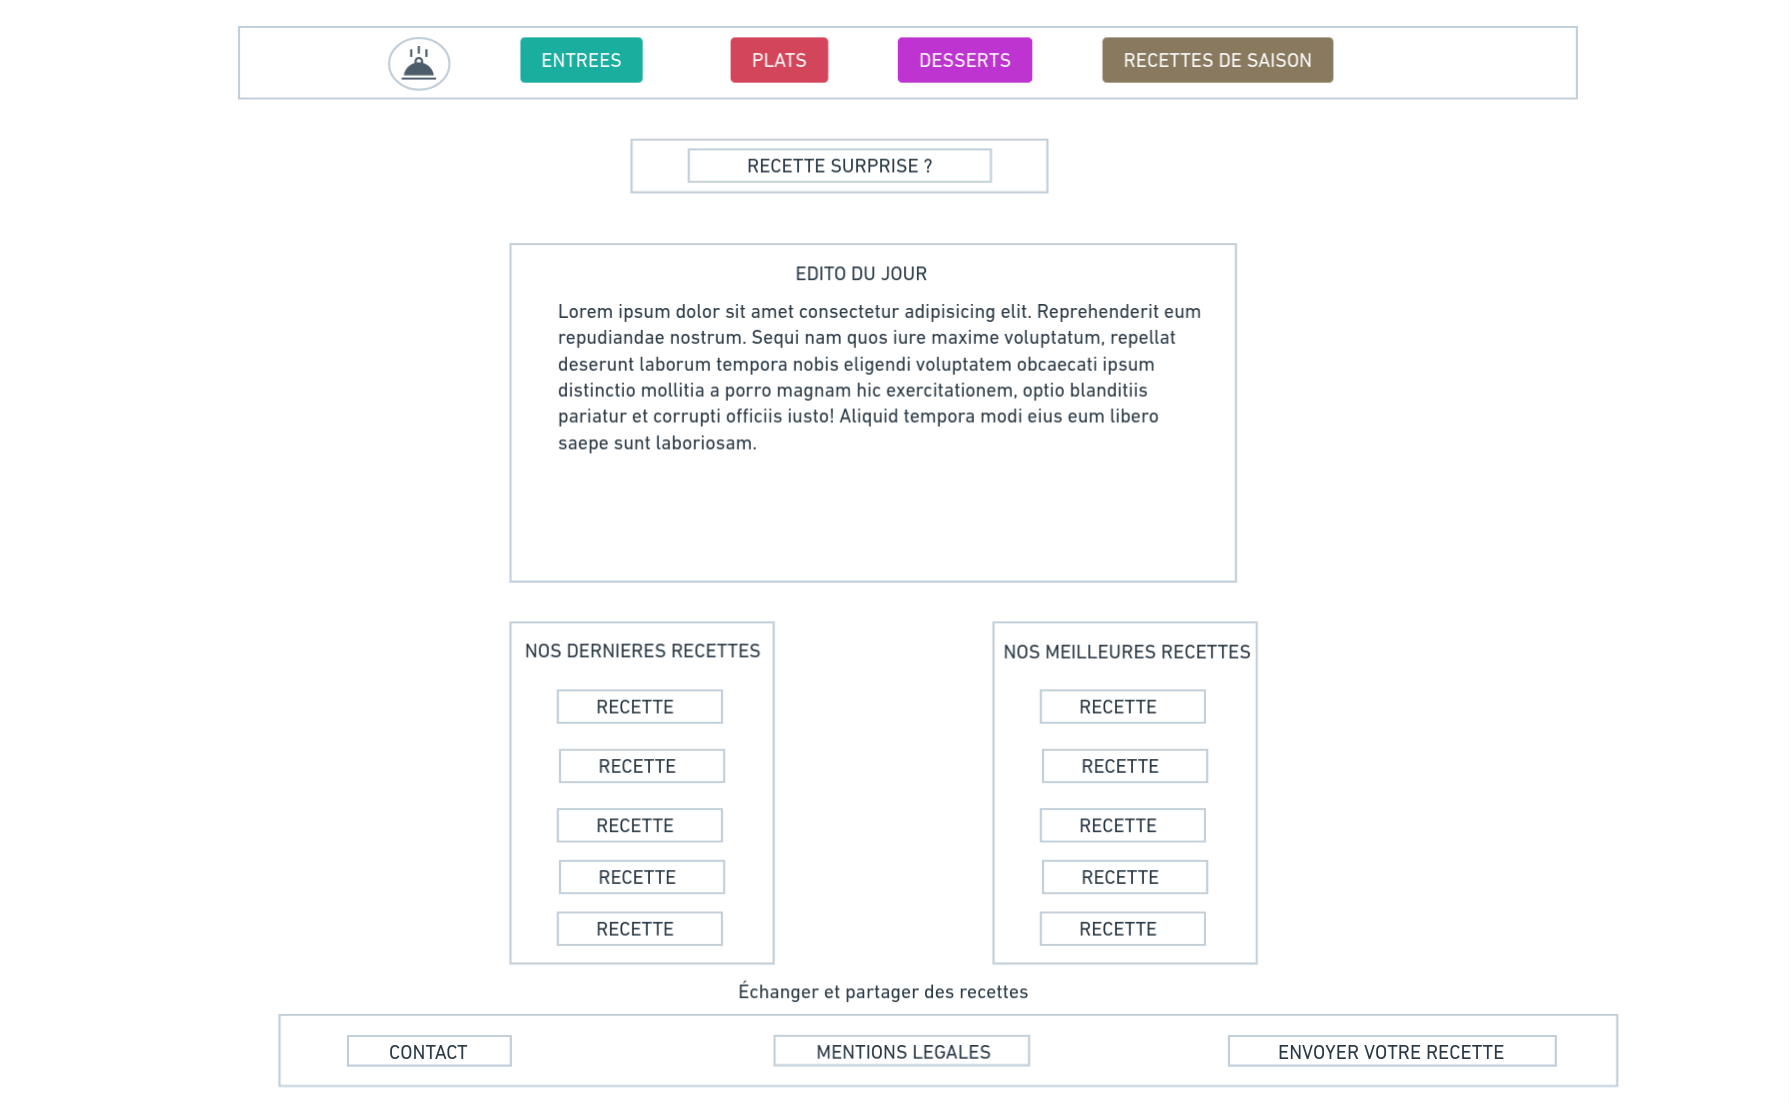 ENTREES
PLATS
DESSERTS
RECETTES DE SAISON
RECETTE SURPRISE ?
EDITO DU JOUR
Lorem ipsum dolor sit amet consectetur adipisicing elit. Reprehenderit eum
repudiandae nostrum. Sequi nam quos iure maxime voluptatum, repellat
deserunt laborum tempora nobis eligendi voluptatem obcaecati ipsum
distinctio mollitia a porro magnam hic exercitationem, optio blanditiis
pariatur et corrupti officiis iusto! Aliquid tempora modi eius eum libero
saepe sunt laboriosam.
NOS DERNIERES RECETTES
RECETTE
RECETTE
RECETTE
RECETTE
RECETTE
NOS MEILLEURES RECETTES
RECETTE
RECETTE
RECETTE
RECETTE
RECETTE
Échanger et partager des recettes
CONTACT
MENTIONS LEGALES
ENVOYER VOTRE RECETTE